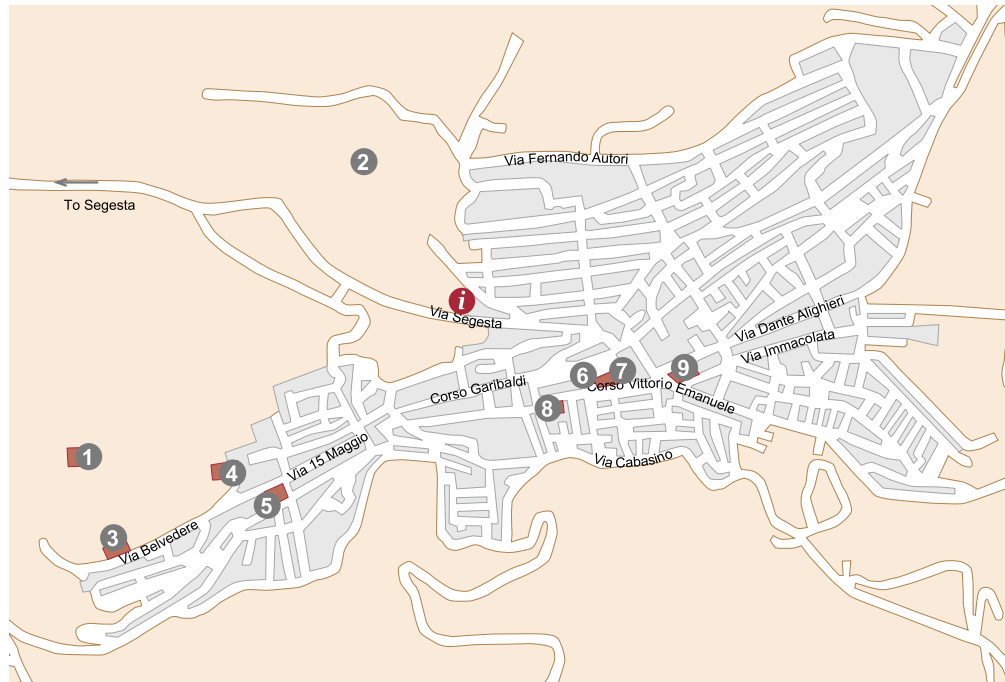 Via Fernando Autori
2
To Segesta
i
Via Segesta
Via Dante Alighieri
Via Immacolata
9
7
6
Corso Vittorio Emanuele
Corso Garibaldi
8
Via 15 Maggio
Via Cabasino
1
4
5
3
Via Belvedere